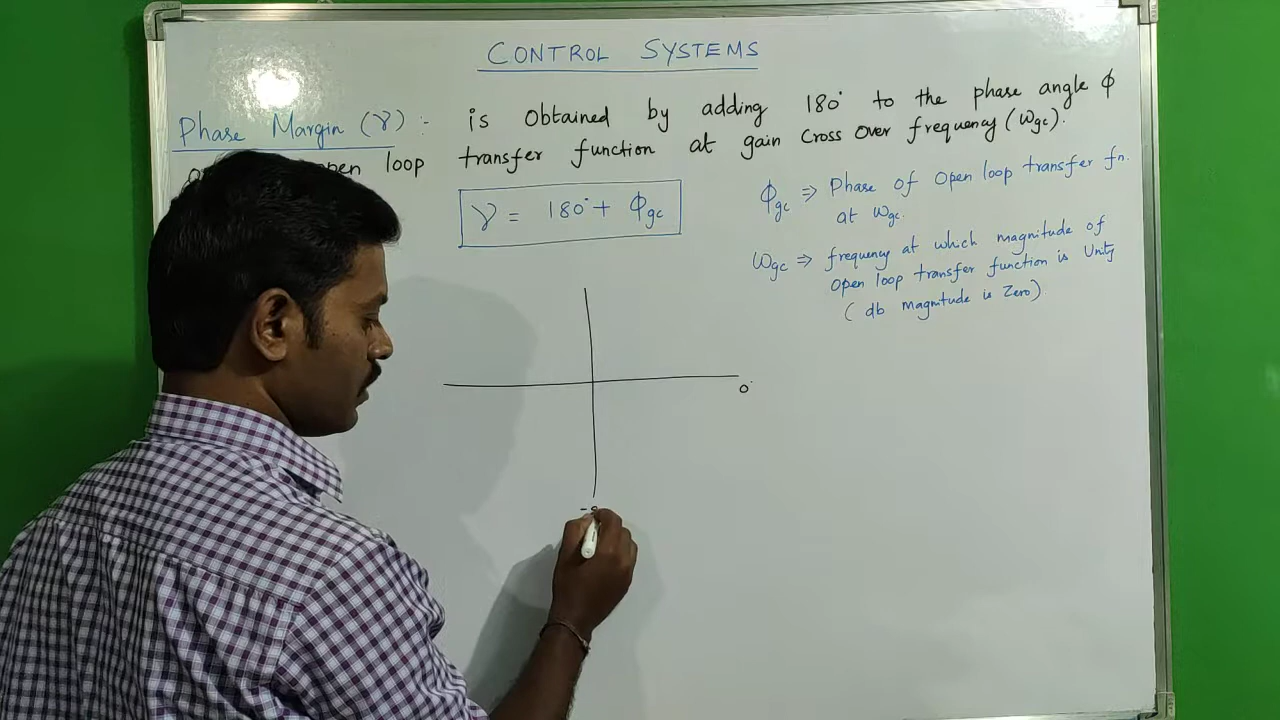 CONTROL SYSTEMS
Phase Margin (γ) :- is obtained by adding 180° to the phase angle ϕ
open loop transfer function at gain Cross Over frequency (ωgc).
γ = 180° + ϕgc
ϕgc ⇒ Phase of Open loop transfer fn.
at ωgc.
ωgc ⇒ frequency at which magnitude of
Open loop transfer function is Unity
( db magnitude is Zero)
0°